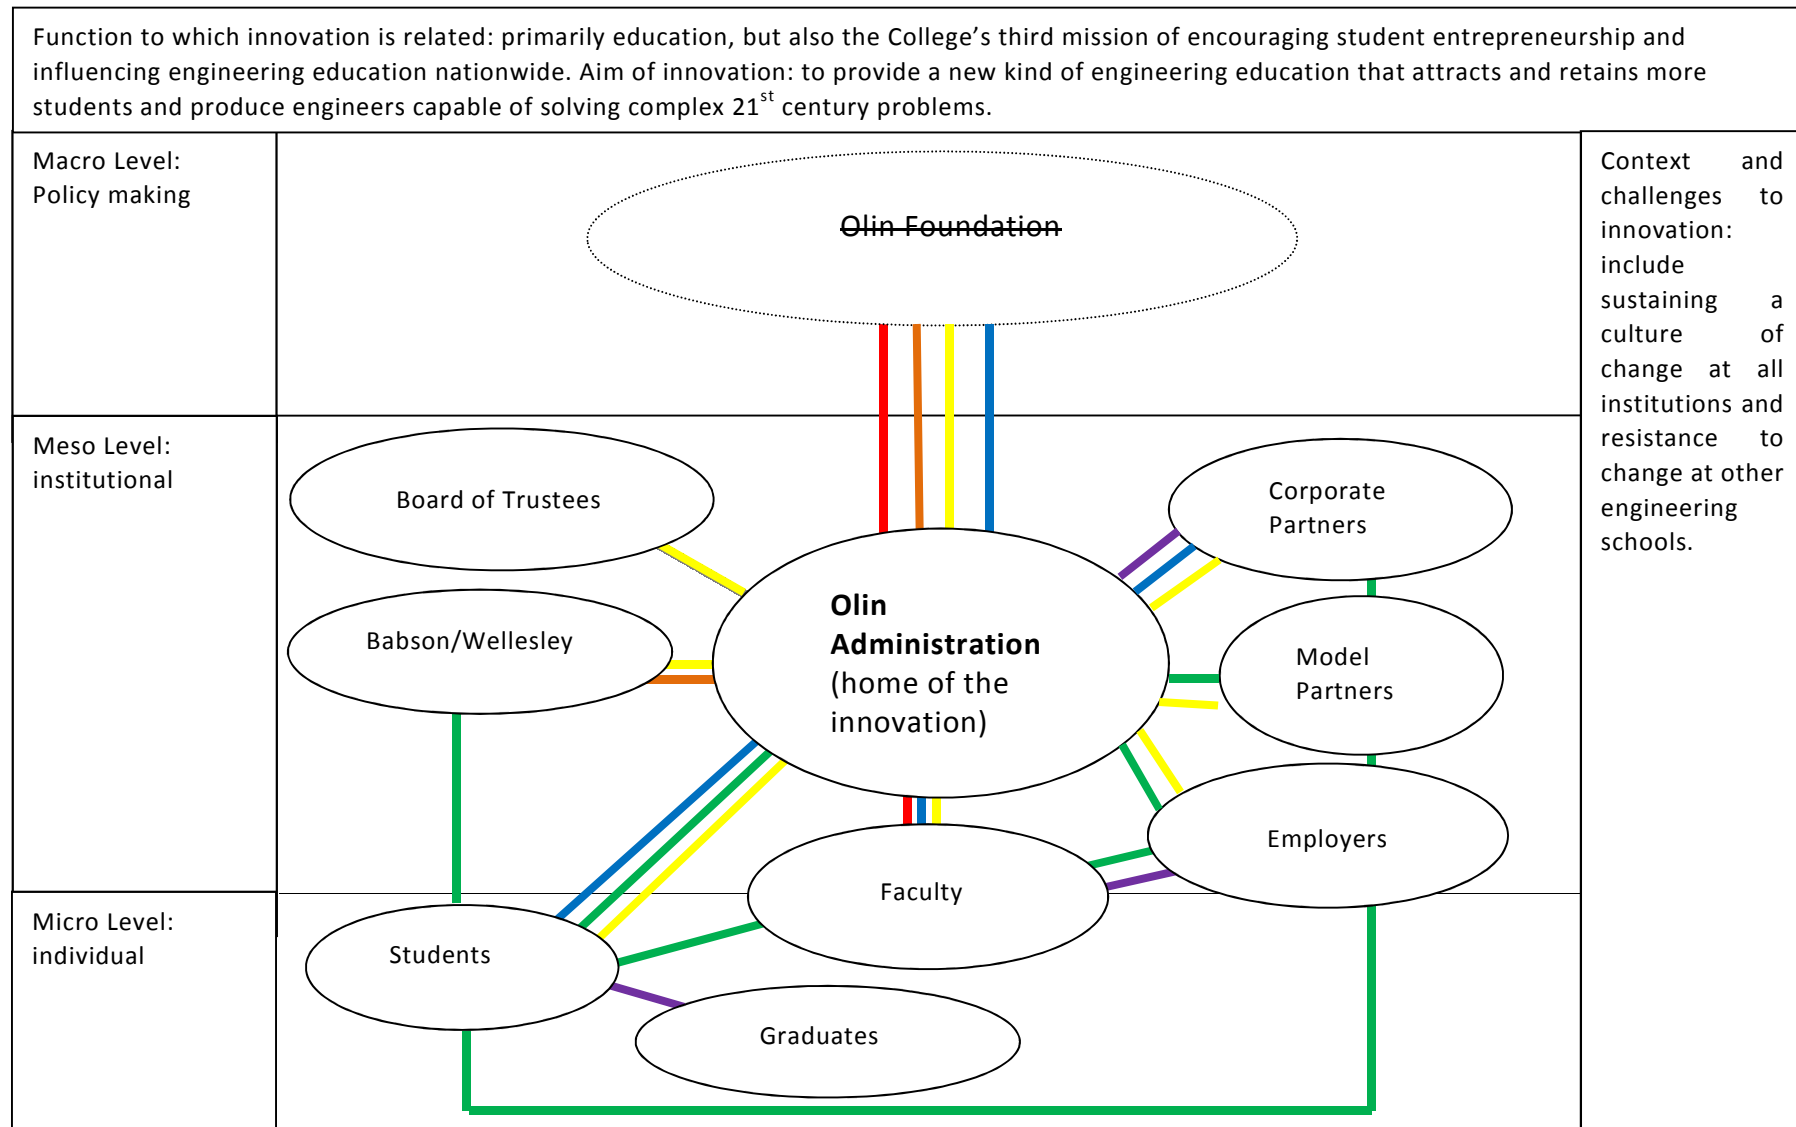 Function to which innovation is related: primarily education, but also the College’s third mission of encouraging student entrepreneurship and
influencing engineering education nationwide. Aim of innovation: to provide a new kind of engineering education that attracts and retains more
students and produce engineers capable of solving complex 21st century problems.
Macro Level:
Policy making
Olin Foundation
Context and
challenges to
innovation:
include
sustaining a
culture of
change at all
institutions and
resistance to
change at other
engineering
schools.
Meso Level:
institutional
Board of Trustees
Corporate
Partners
Babson/Wellesley
Olin
Administration
(home of the
innovation)
Model
Partners
Employers
Faculty
Micro Level:
individual
Students
Graduates